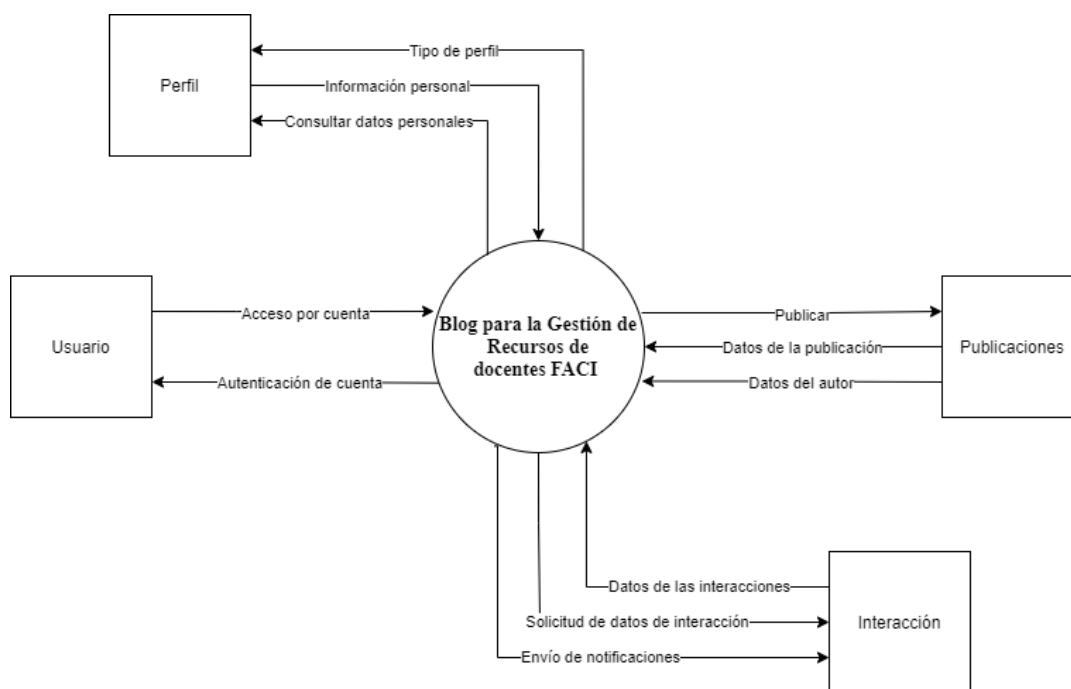 Tipo de perfil
Perfil
Información personal
Consultar datos personales
Usuario
Acceso por cuenta
Autenticación de cuenta
Blog para la Gestión de
Recursos de
docentes FACI
Publicar
Datos de la publicación
Datos del autor
Publicaciones
Datos de las interacciones
Solicitud de datos de interacción
Envío de notificaciones
Interacción